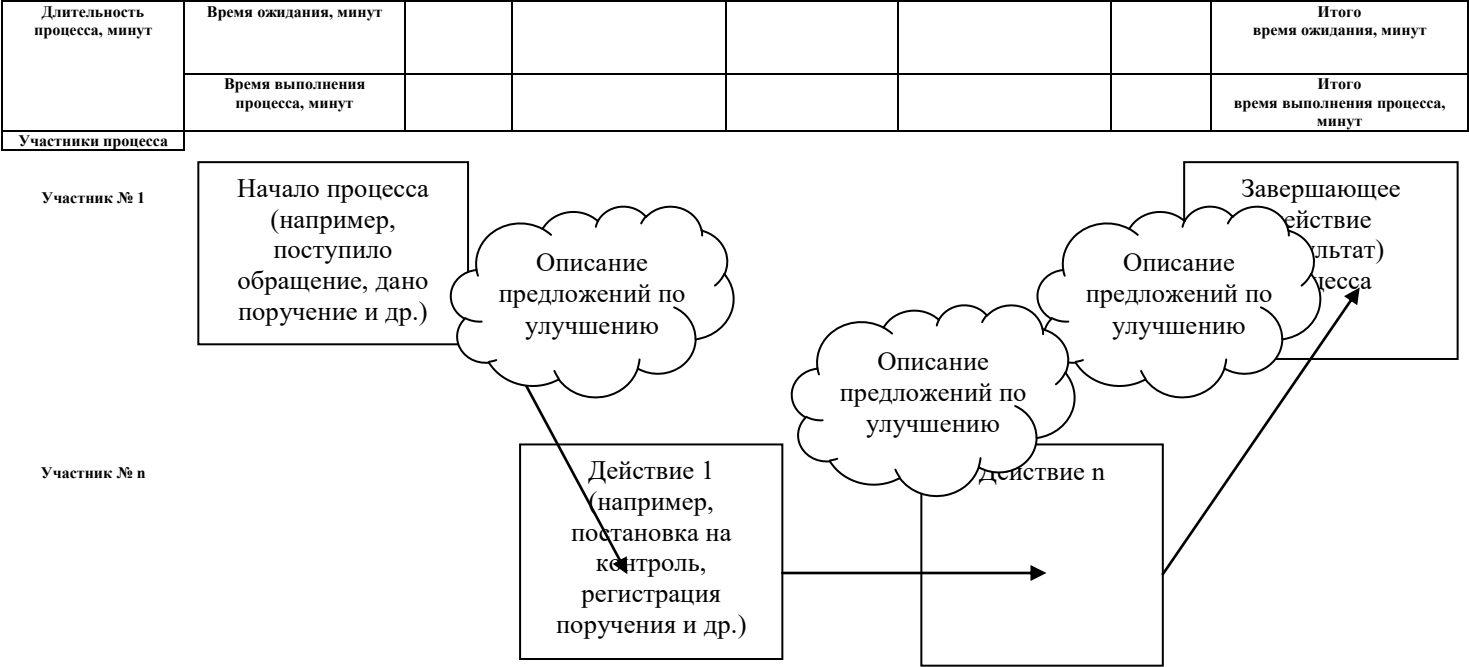 Длительность
процесса, минут
Время ожидания, минут
Итого
время ожидания, минут
Время выполнения
процесса, минут
Итого
время выполнения процесса,
минут
Участники процесса
Участник № 1
Начало процесса
(например,
поступило
обращение, дано
поручение и др.)
Описание
предложений по
улучшению
Описание
предложений по
улучшению
Описание
предложений по
улучшению
Завершающее
Участник № n
Действие 1
(например,
постановка на
контроль,
регистрация
поручения и др.)
Действие n